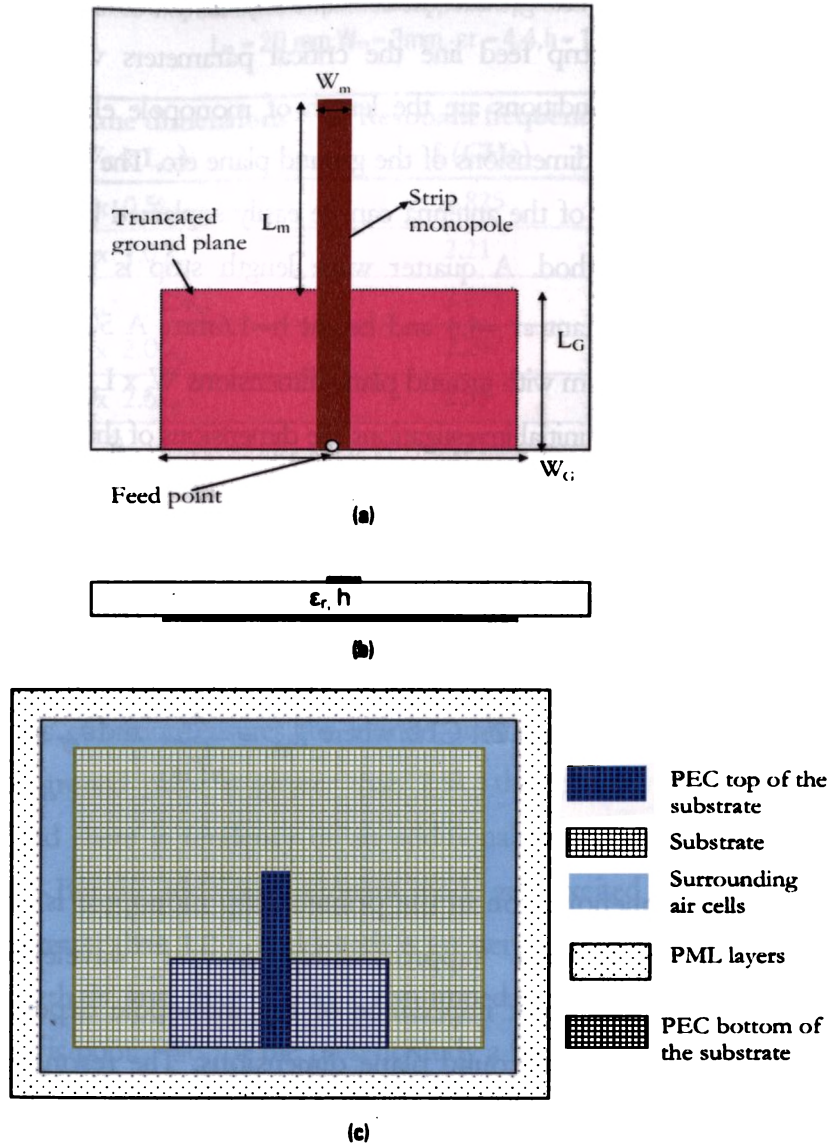 Wm
Truncated
ground plane
Lm
Strip
monopole
LG
WG
Feed point
(a)
εr, h
(b)
PEC top of the
substrate
Substrate
Surrounding
air cells
PML layers
PEC bottom of
the substrate
(c)